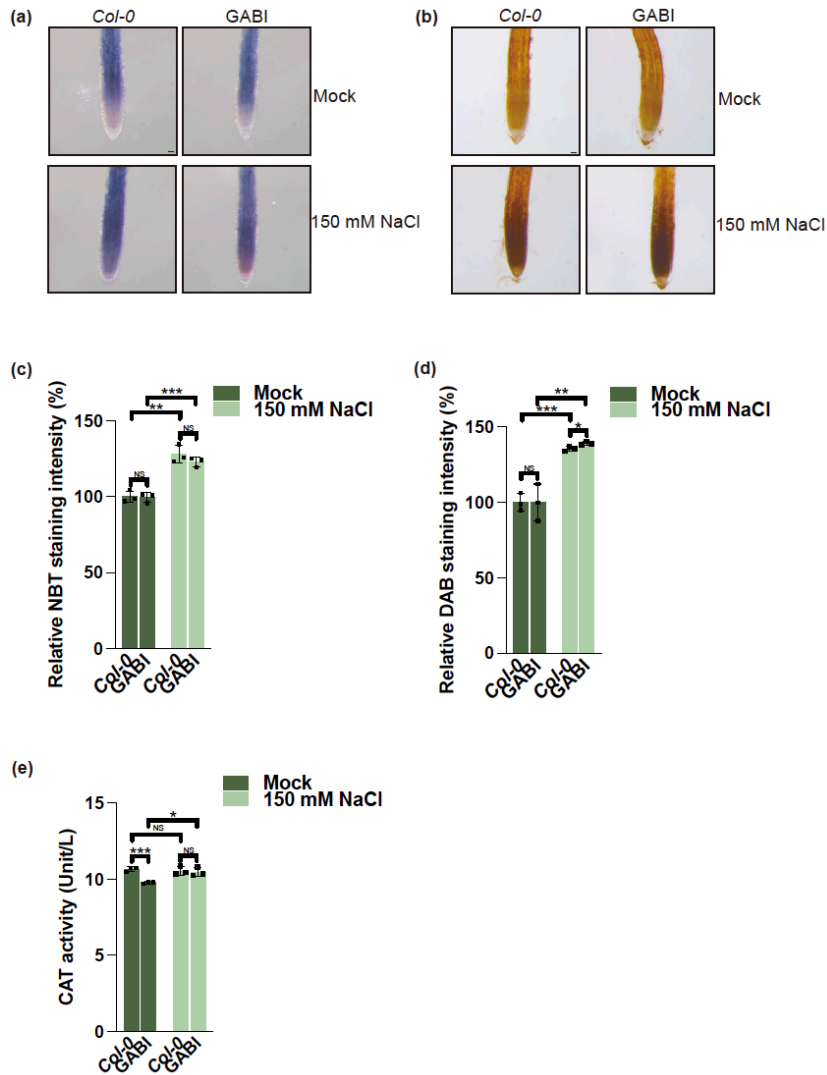 (a)
Col-0 GABI
Mock
150 mM NaCl
(b)
Col-0 GABI
Mock
150 mM NaCl
(c)
Mock
150 mM NaCl
Relative NBT staining intensity (%)
150
100
50
0
***
**
NS
NS
Col-0
GABI
Col-0
GABI
(d)
Mock
150 mM NaCl
Relative DAB staining intensity (%)
150
100
50
0
**
***
*
NS
Col-0
GABI
Col-0
GABI
(e)
Mock
150 mM NaCl
CAT activity (Unit/L)
15
10
5
0
*
NS
***
NS
Col-0
GABI
Col-0
GABI